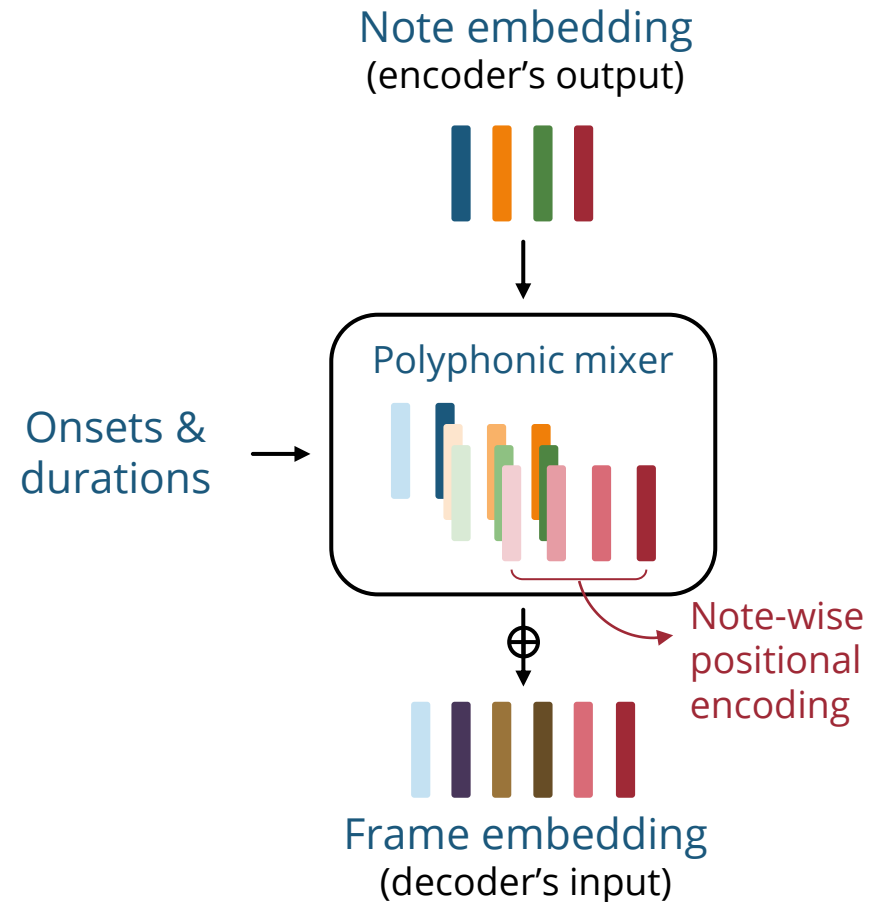 Note embedding
(encoder’s output)
Polyphonic mixer
Onsets &
durations
Note-wise
positional
encoding
Frame embedding
(decoder’s input)